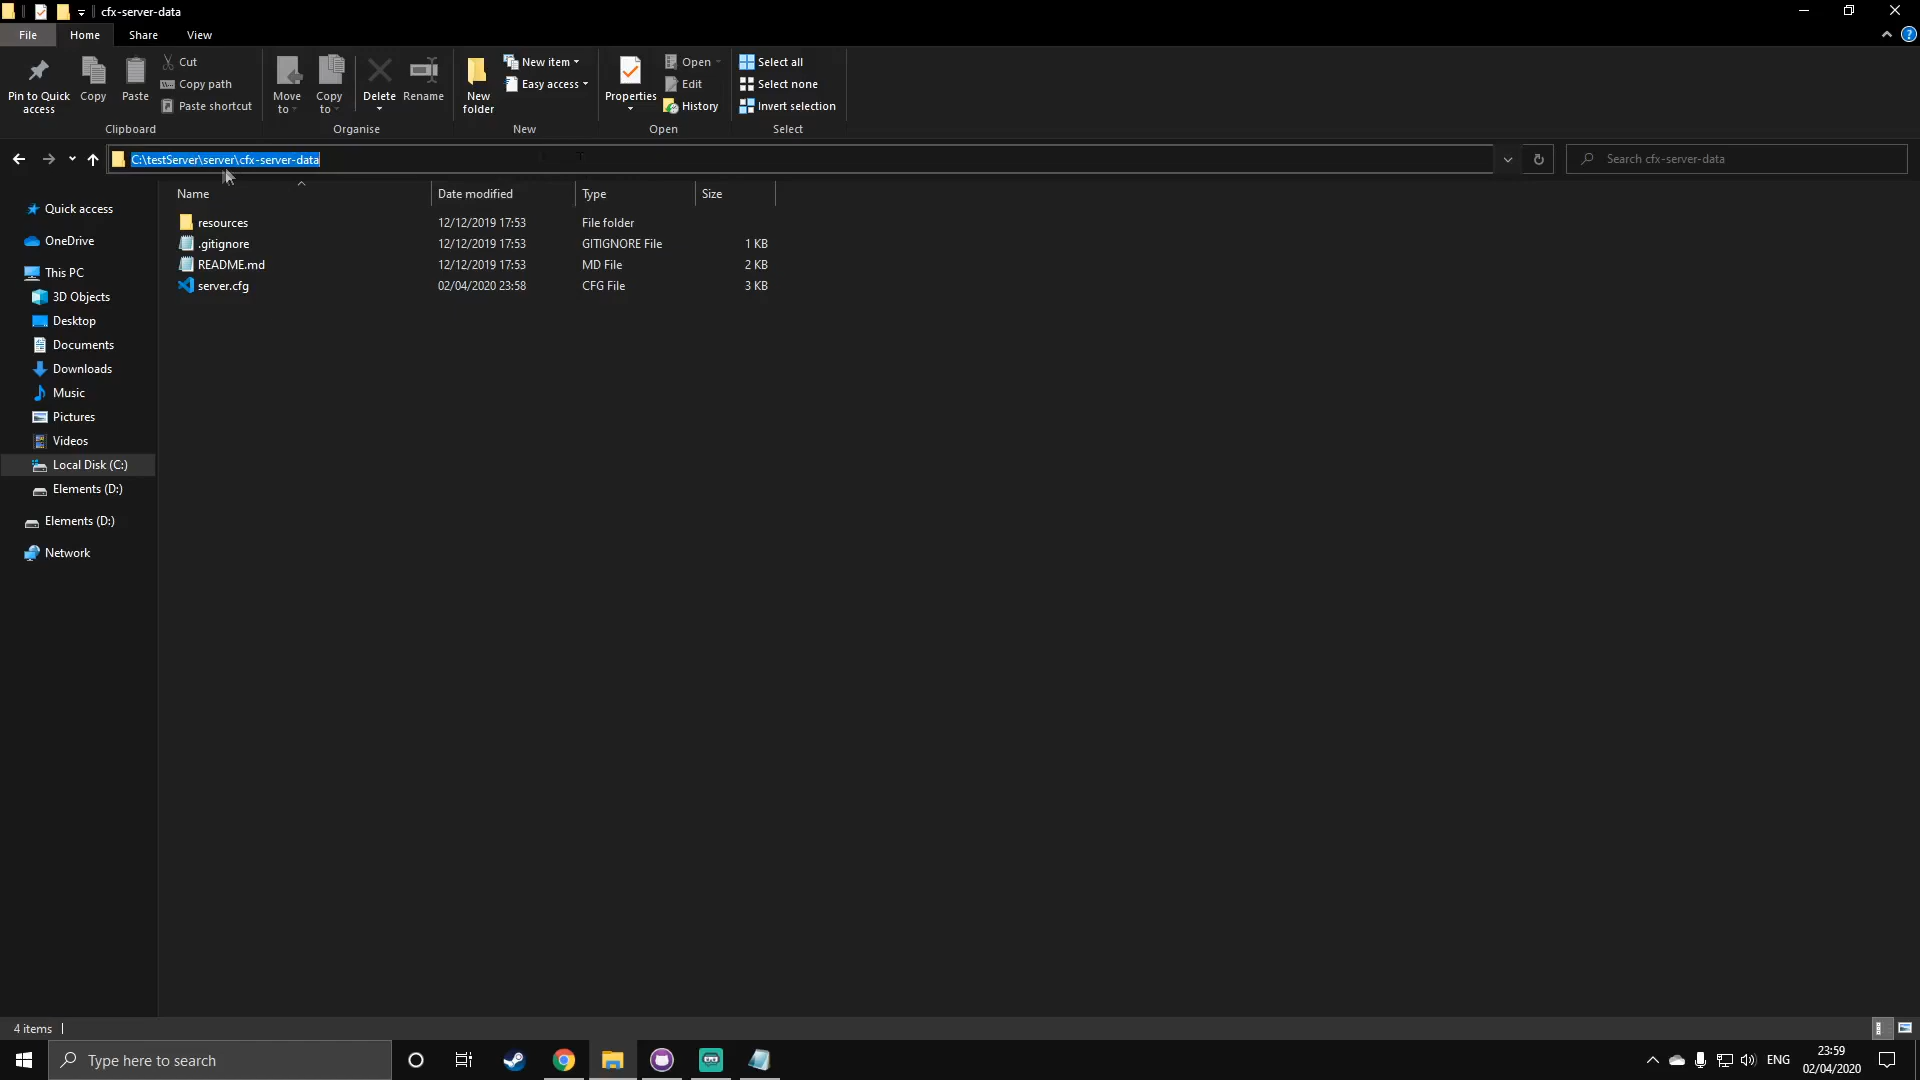 cfx-server-data
File Home Share View
Pin to Quick access
Copy
Paste
Cut
Copy path
Paste shortcut
Clipboard
Move to
Copy to
Delete
Rename
Organise
New folder
New item
Easy access
New
Properties
Open
Edit
History
Open
Select all
Select none
Invert selection
Select
C:\testServer\server\cfx-server-data
Search cfx-server-data
Name Date modified Type Size
resources 12/12/2019 17:53 File folder
.gitignore 12/12/2019 17:53 GITIGNORE File 1 KB
README.md 12/12/2019 17:53 MD File 2 KB
server.cfg 02/04/2020 23:58 CFG File 3 KB
Quick access
OneDrive
This PC
3D Objects
Desktop
Documents
Downloads
Music
Pictures
Videos
Local Disk (C:)
Elements (D:)
Elements (D:)
Network
4 items
Type here to search
ENG
23:59
02/04/2020